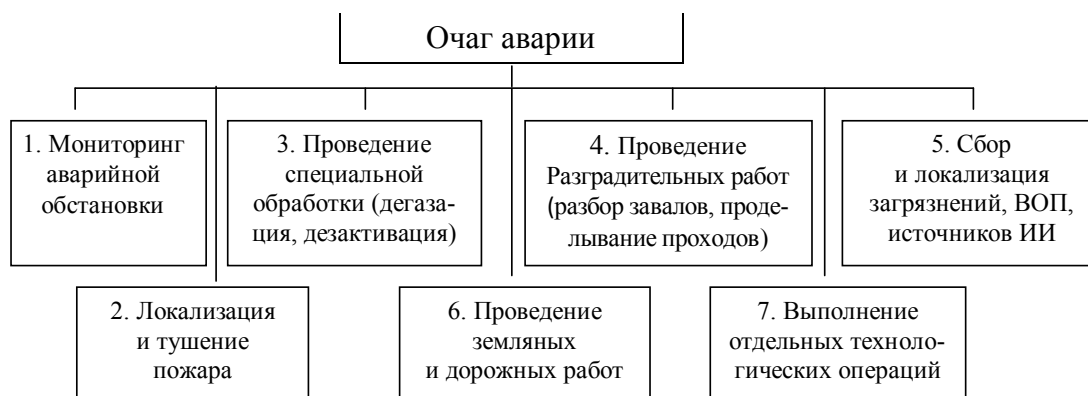 Очаг аварии
1. Мониторинг
аварийной
обстановки
3. Проведение
специальной
обработки (дегаза-
ция, дезактивация)
4. Проведение
Разградительных работ
(разбор завалов, проде-
лывание проходов)
5. Сбор
и локализация
загрязнений, ВОП,
источников ИИ
2. Локализация
и тушение
пожара
6. Проведение
земляных
и дорожных работ
7. Выполнение
отдельных техноло-
гических операций